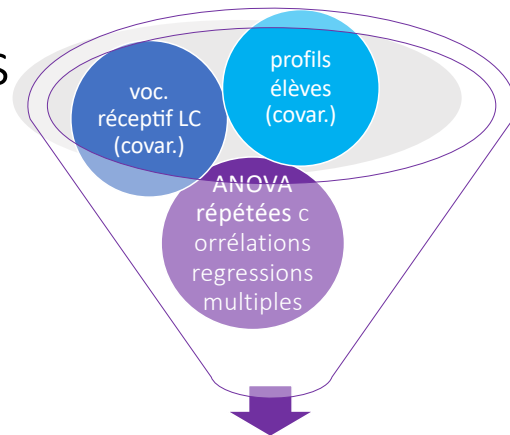 S
voc.
réceptif LC
(covar.)
profils
élèves
(covar.)
ANOVA
répétées c
orrélations
regressions
multiples